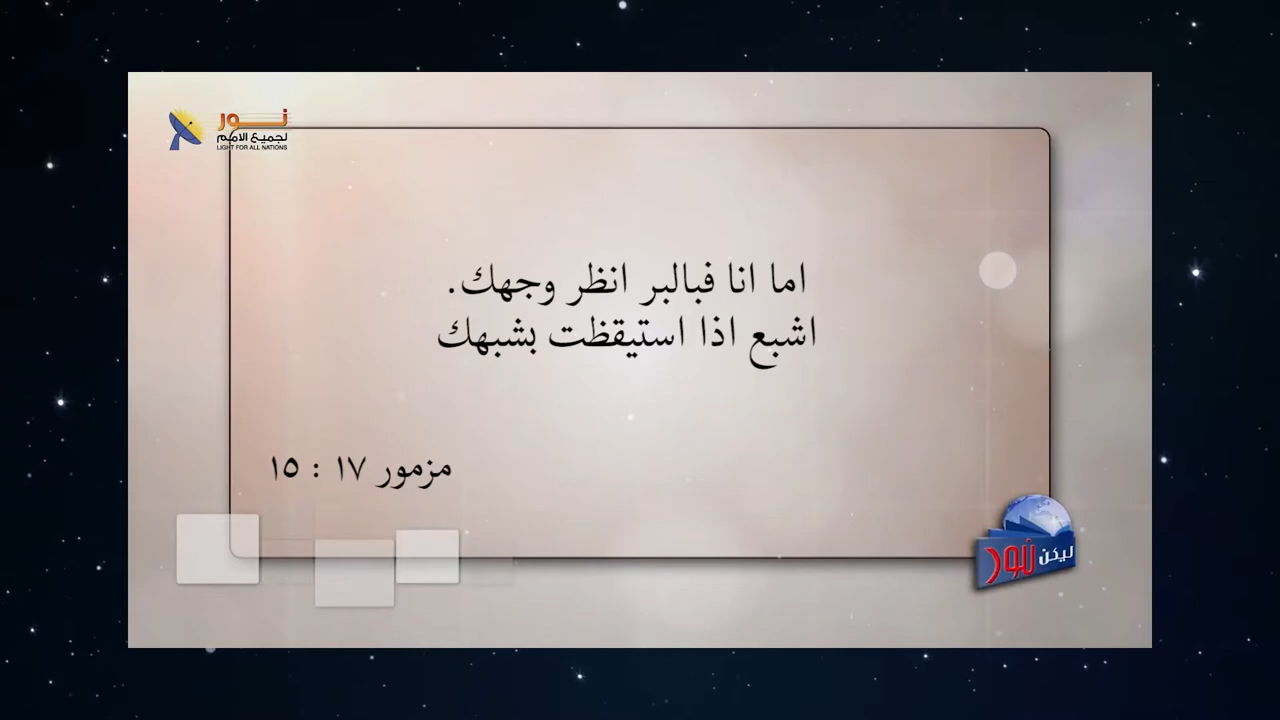 نور
لجميع الامم
LIGHT FOR ALL NATIONS
اما انا فبالبر انظر وجهك.
اشبع اذا استيقظت بشبهك
مزمور ١٧ : ١٥
ليكن نور